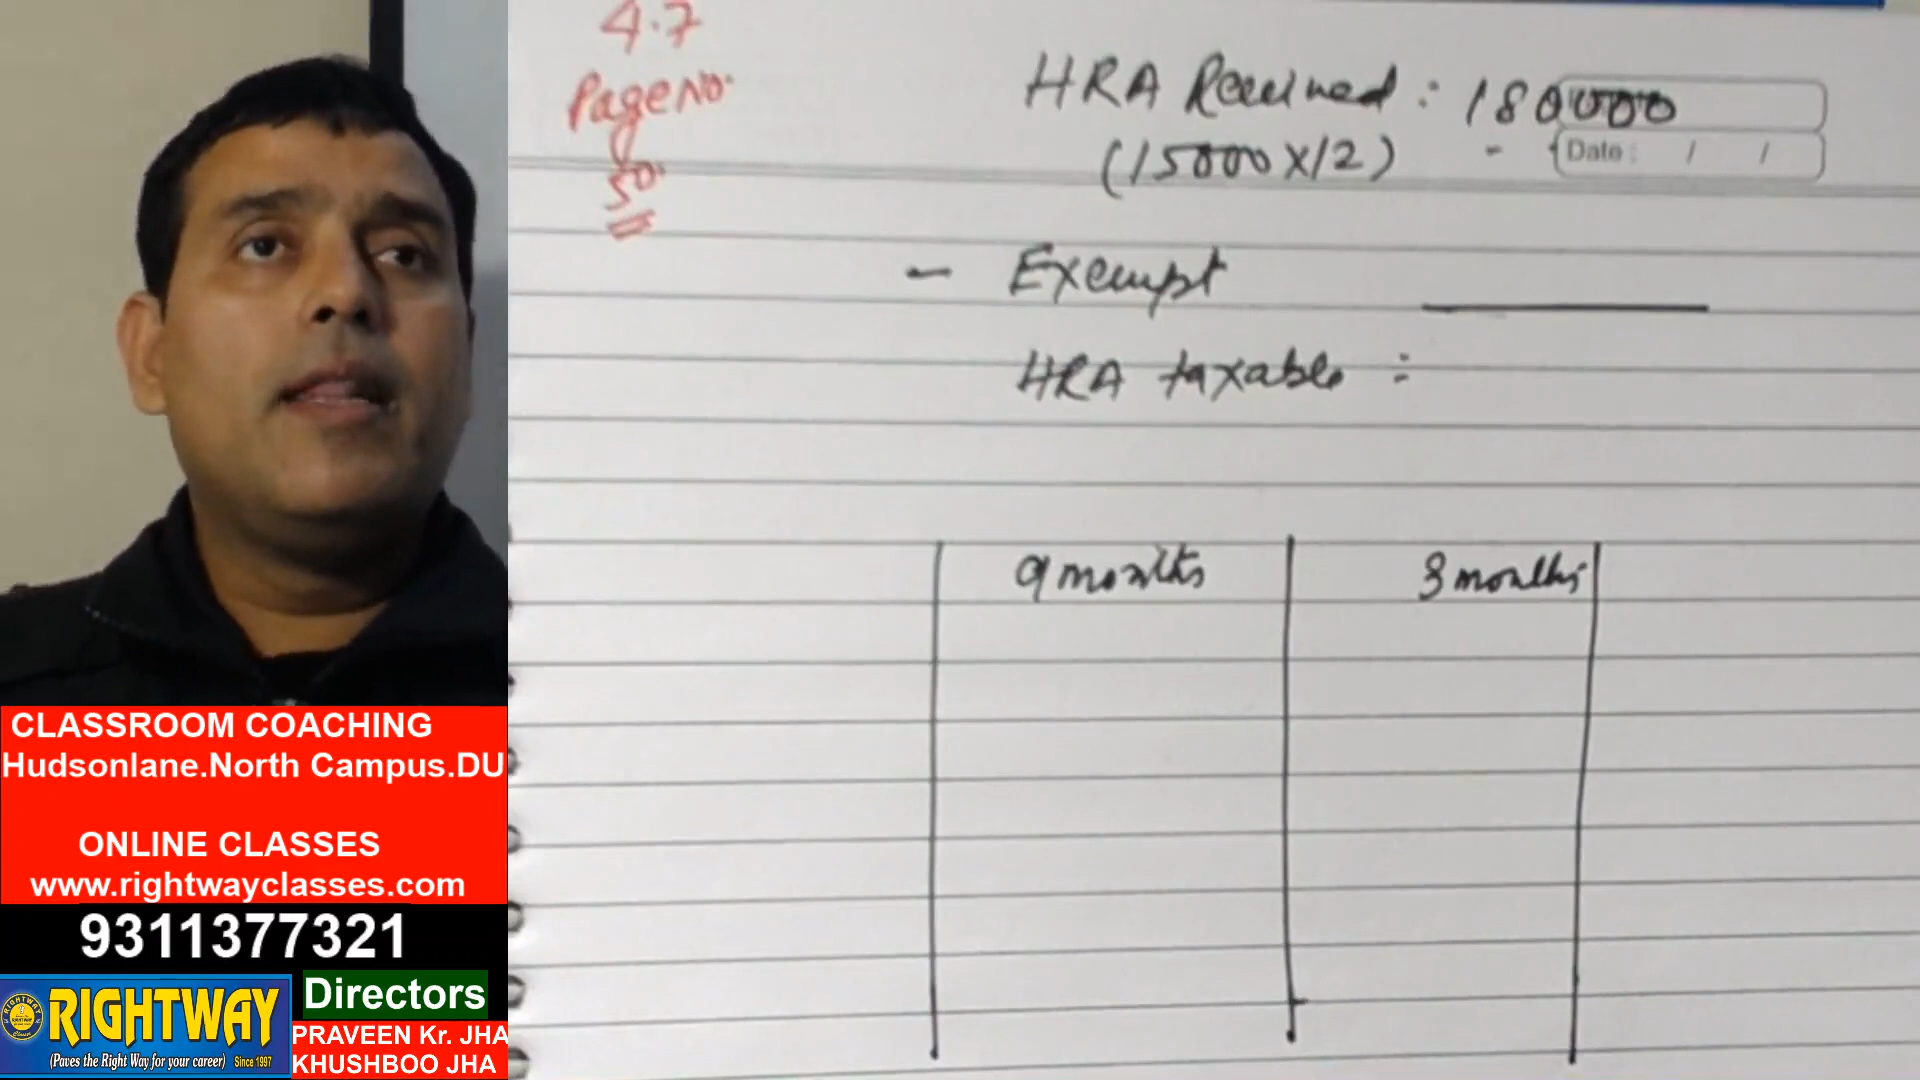 4.7
Page No.
50.
HRA Received : 180000
(15000X12) -
Date : / /
- Exempt
HRA taxable :
9 months
3 months
CLASSROOM COACHING
Hudsonlane.North Campus.DU
ONLINE CLASSES
www.rightwayclasses.com
9311377321
RIGHTWAY
(Paves the Right Way for your career) Since 1997
Directors
PRAVEEN Kr. JHA
KHUSHBOO JHA